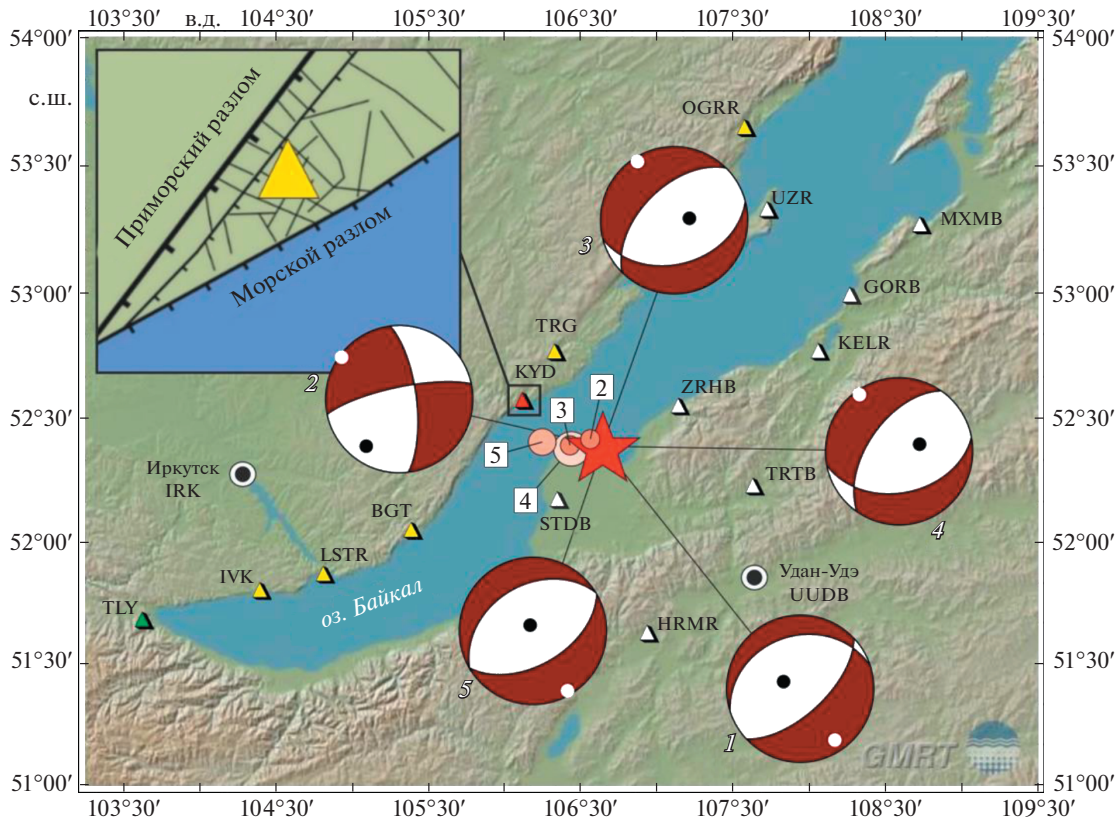 103°30′
в.д.
104°30′
105°30′
106°30′
107°30′
108°30′
109°30′
54°00′
54°00′
с.ш.
Приморский разлом
Морской разлом
OGRR
53°30′
53°30′
UZR
MXMB
3
53°00′
53°00′
GORB
TRG
KELR
KYD
2
ZRHB
2
3
52°30′
52°30′
5
Иркутск
IRK
4
TRTB
BGT
STDB
4
52°00′
52°00′
LSTR
Удан-Удэ
UUDB
IVK
оз. Байкал
TLY
HRMR
51°30′
51°30′
5
1
GMRT
51°00′
51°00′
103°30′
104°30′
105°30′
106°30′
107°30′
108°30′
109°30′